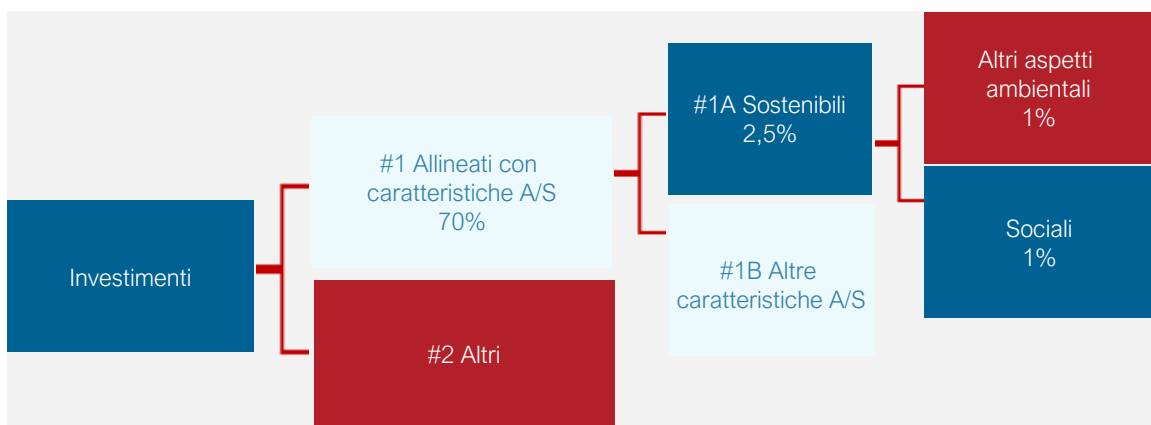 Investimenti
#1 Allineati con
caratteristiche A/S
70%
#2 Altri
#1A Sostenibili
2,5%
#1B Altre
caratteristiche A/S
Altri aspetti
ambientali
1%
Sociali
1%